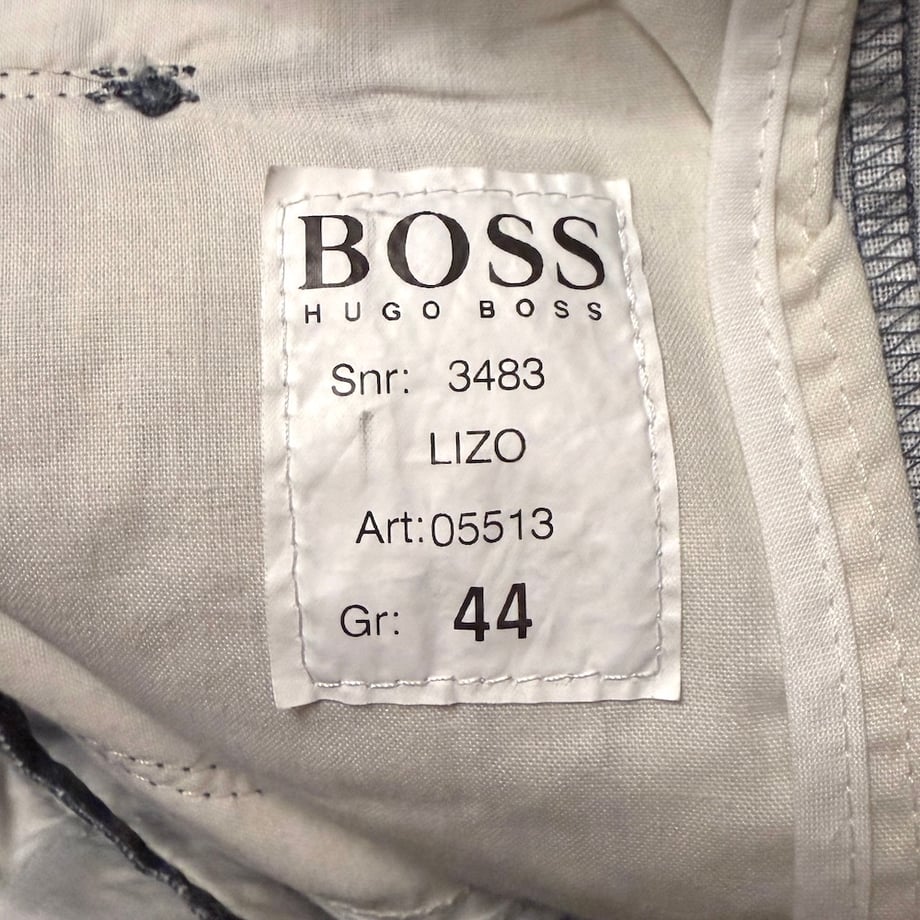 BOSS
HUGO BOSS
Snr: 3483
LIZO
Art:05513
Gr: 44